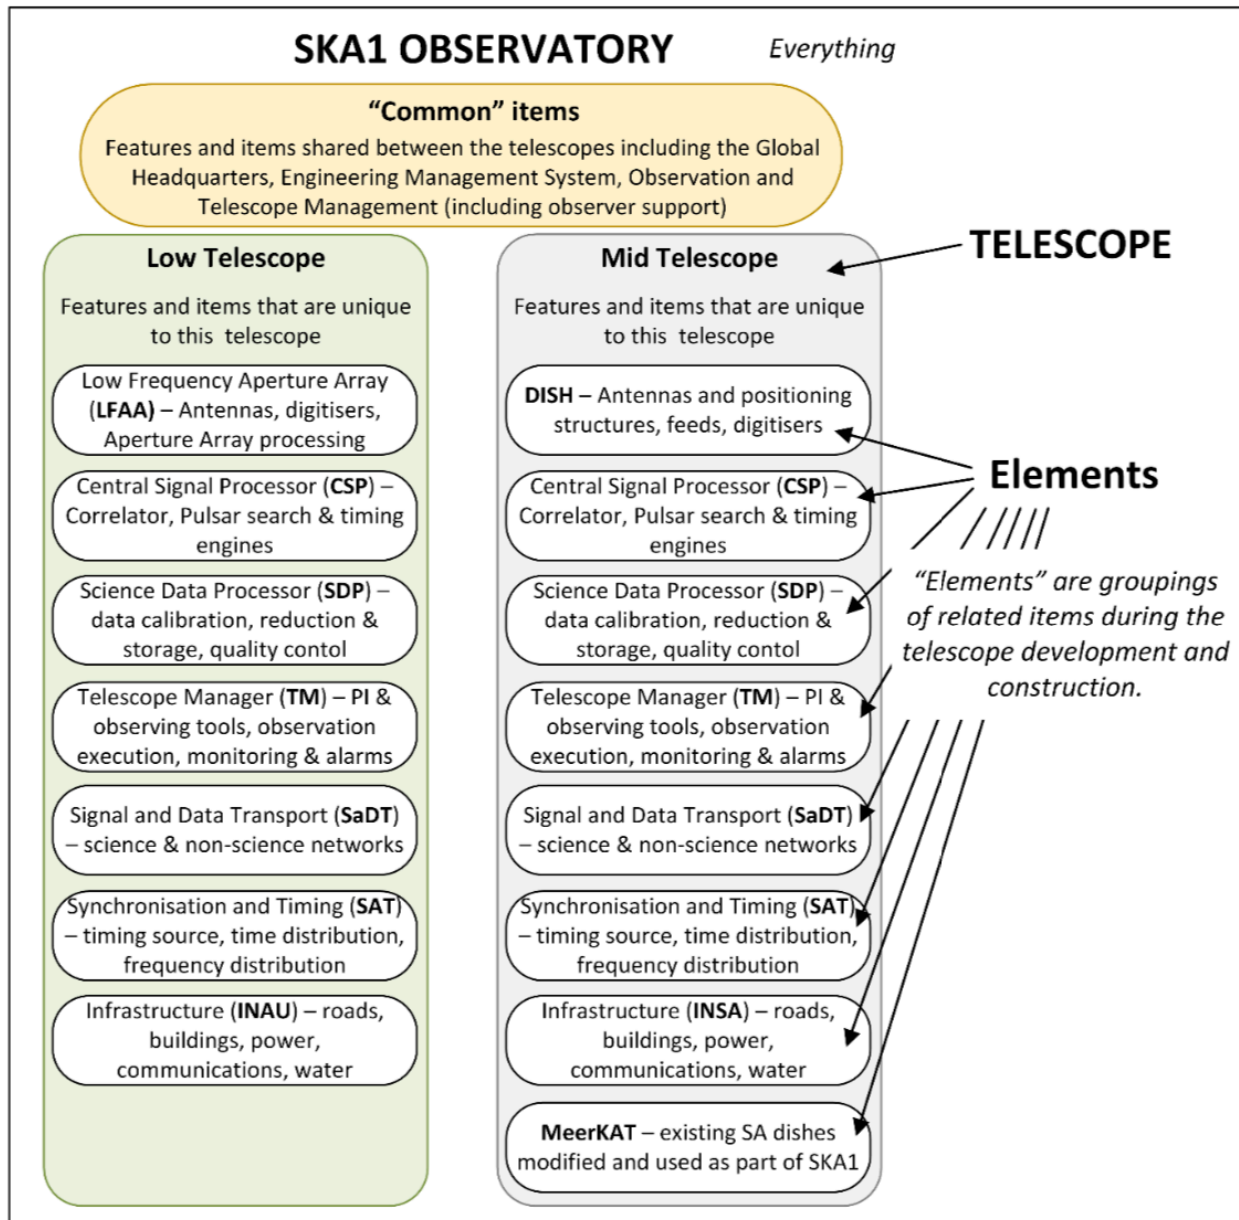 SKA1 OBSERVATORY
Everything
“Common” items
Features and items shared between the telescopes including the Global
Headquarters, Engineering Management System, Observation and
Telescope Management (including observer support)
Low Telescope
Features and items that are unique
to this  telescope
Low Frequency Aperture Array
(LFAA) – Antennas, digitisers,
Aperture Array processing
Central Signal Processor (CSP) –
Correlator, Pulsar search & timing
engines
Science Data Processor (SDP) –
data calibration, reduction &
storage, quality contol
Telescope Manager (TM) – PI &
observing tools, observation
execution, monitoring & alarms
Signal and Data Transport (SaDT)
– science & non-science networks
Synchronisation and Timing (SAT)
– timing source, time distribution,
frequency distribution
Infrastructure (INAU) – roads,
buildings, power,
communications, water
Mid Telescope
Features and items that are unique
to this  telescope
DISH – Antennas and positioning
structures, feeds, digitisers
Central Signal Processor (CSP) –
Correlator, Pulsar search & timing
engines
Science Data Processor (SDP) –
data calibration, reduction &
storage, quality contol
Telescope Manager (TM) – PI &
observing tools, observation
execution, monitoring & alarms
Signal and Data Transport (SaDT)
– science & non-science networks
Synchronisation and Timing (SAT)
– timing source, time distribution,
frequency distribution
Infrastructure (INSA) – roads,
buildings, power,
communications, water
MeerKAT – existing SA dishes
modified and used as part of SKA1
TELESCOPE
Elements
“Elements” are groupings
of related items during the
telescope development and
construction.